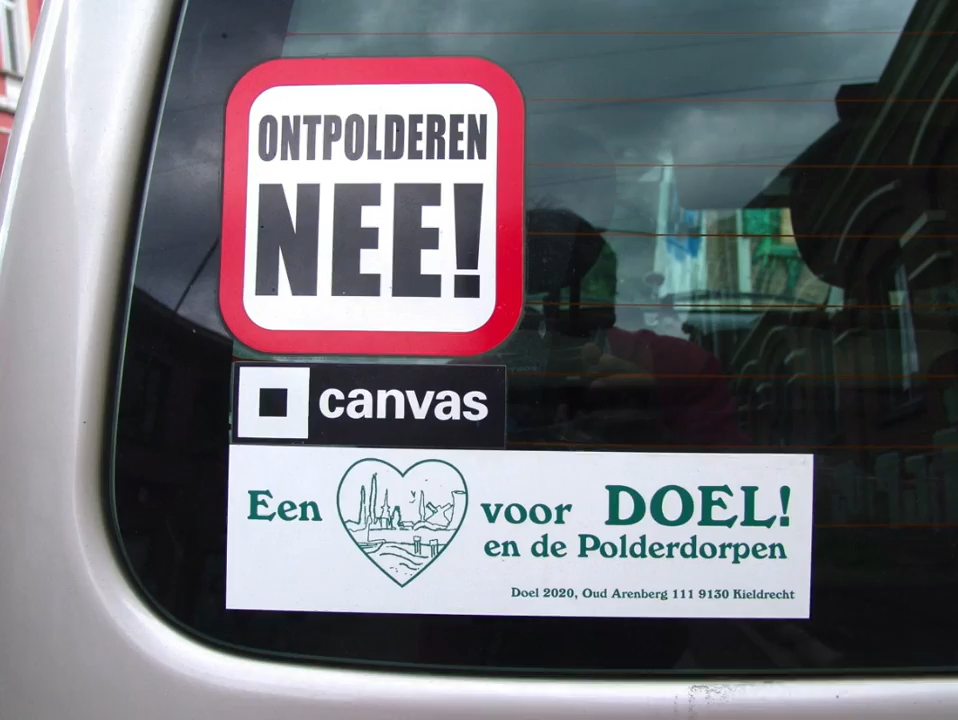 ONTPOLDEREN
NEE!
canvas
Een voor DOEL!
en de Polderdorpen
Doel 2020, Oud Arenberg 111 9130 Kieldrecht